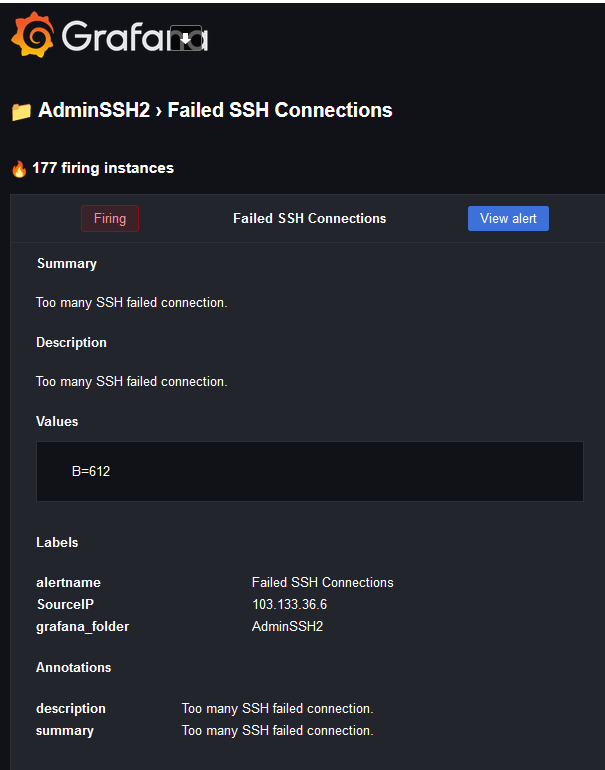 Grafana
AdminSSH2 › Failed SSH Connections
177 firing instances
Firing Failed SSH Connections View alert
Summary
Too many SSH failed connection.
Description
Too many SSH failed connection.
Values
B=612
Labels
alertname Failed SSH Connections
SourceIP 103.133.36.6
grafana_folder AdminSSH2
Annotations
description Too many SSH failed connection.
summary Too many SSH failed connection.